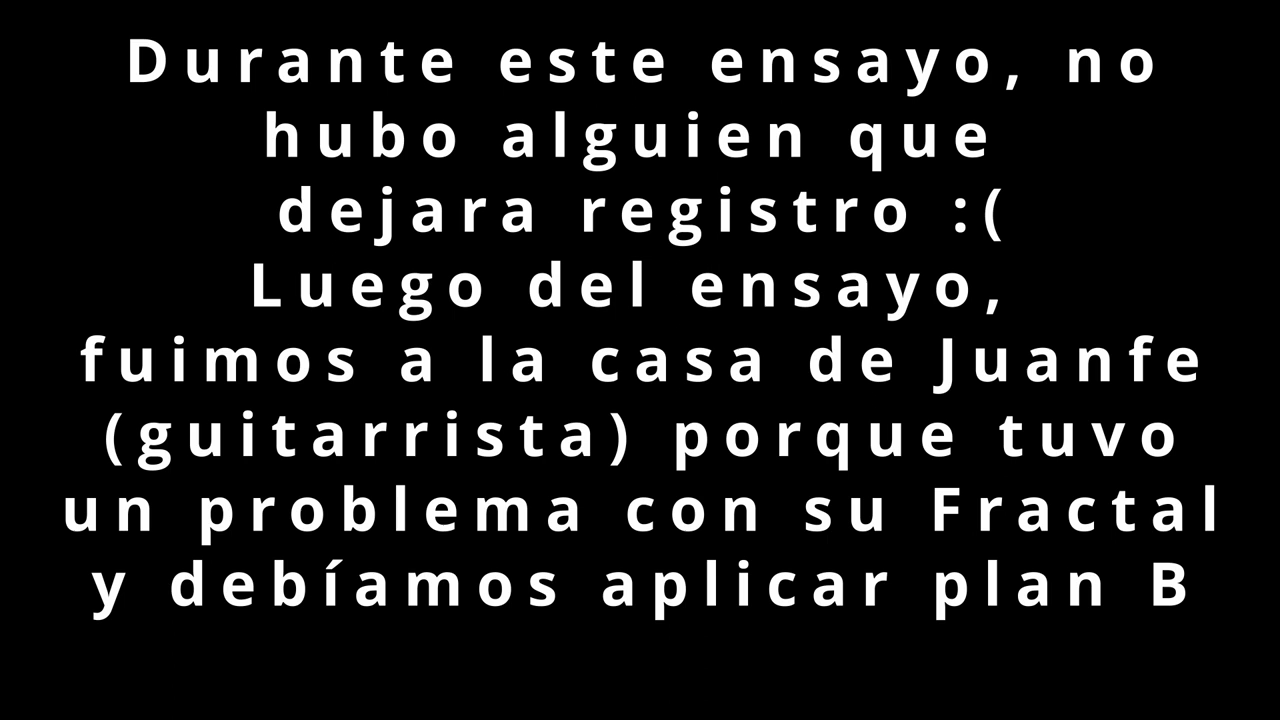 Durante este ensayo, no
hubo alguien que
dejara registro :(
Luego del ensayo,
fuimos a la casa de Juanfe
(guitarrista) porque tuvo
un problema con su Fractal
y debíamos aplicar plan B